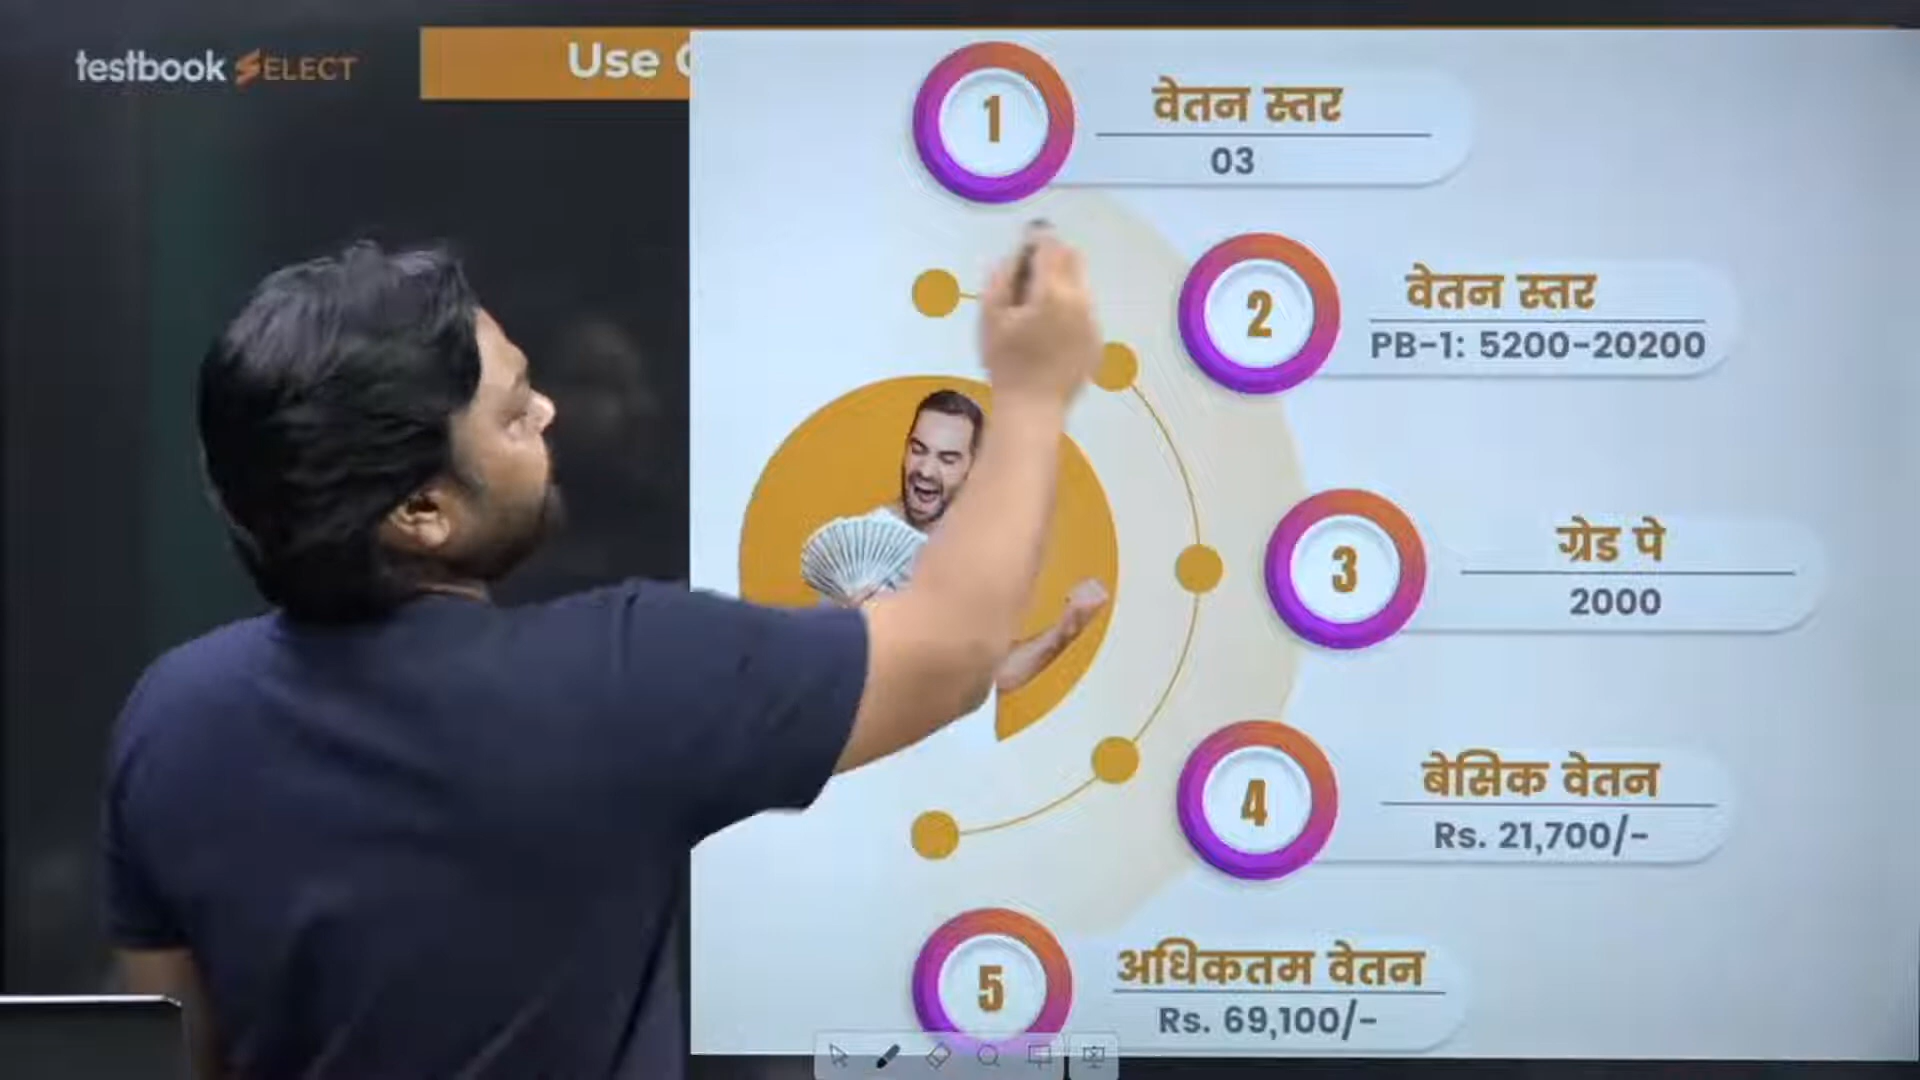 testbook SELECT
Use
1
वेतन स्तर
03
2
वेतन स्तर
PB-1: 5200-20200
3
ग्रेड पे
2000
4
बेसिक वेतन
Rs. 21,700/-
5
अधिकतम वेतन
Rs. 69,100/-